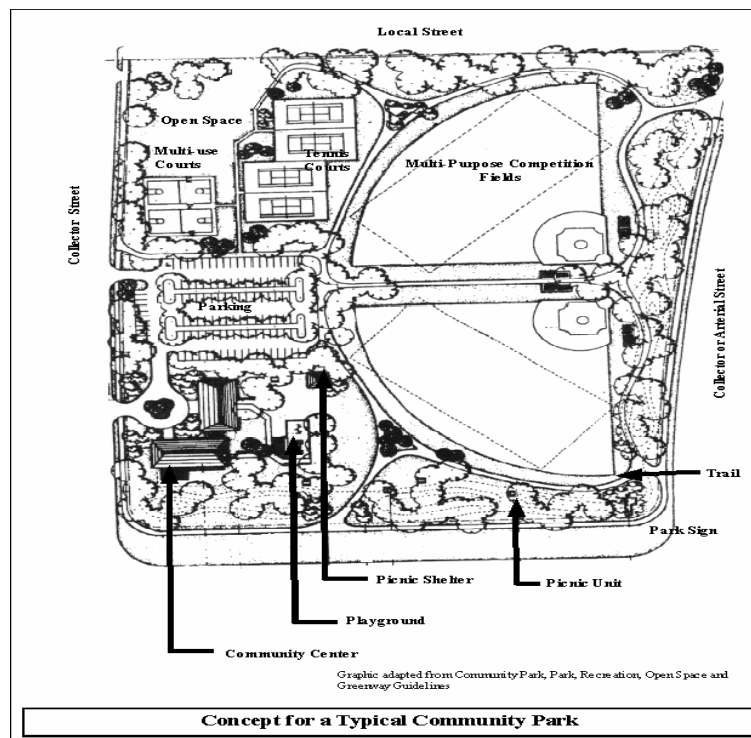 Local Street
Open Space
Multi-use
Courts
Tennis
Courts
Multi-Purpose Competition
Fields
Collector Street
Parking
Collector or Arterial Street
Trail
Park Sign
Picnic Shelter
Picnic Unit
Playground
Community Center
Graphic adapted from Community Park, Park, Recreation, Open Space and
Greenway Guidelines
Concept for a Typical Community Park